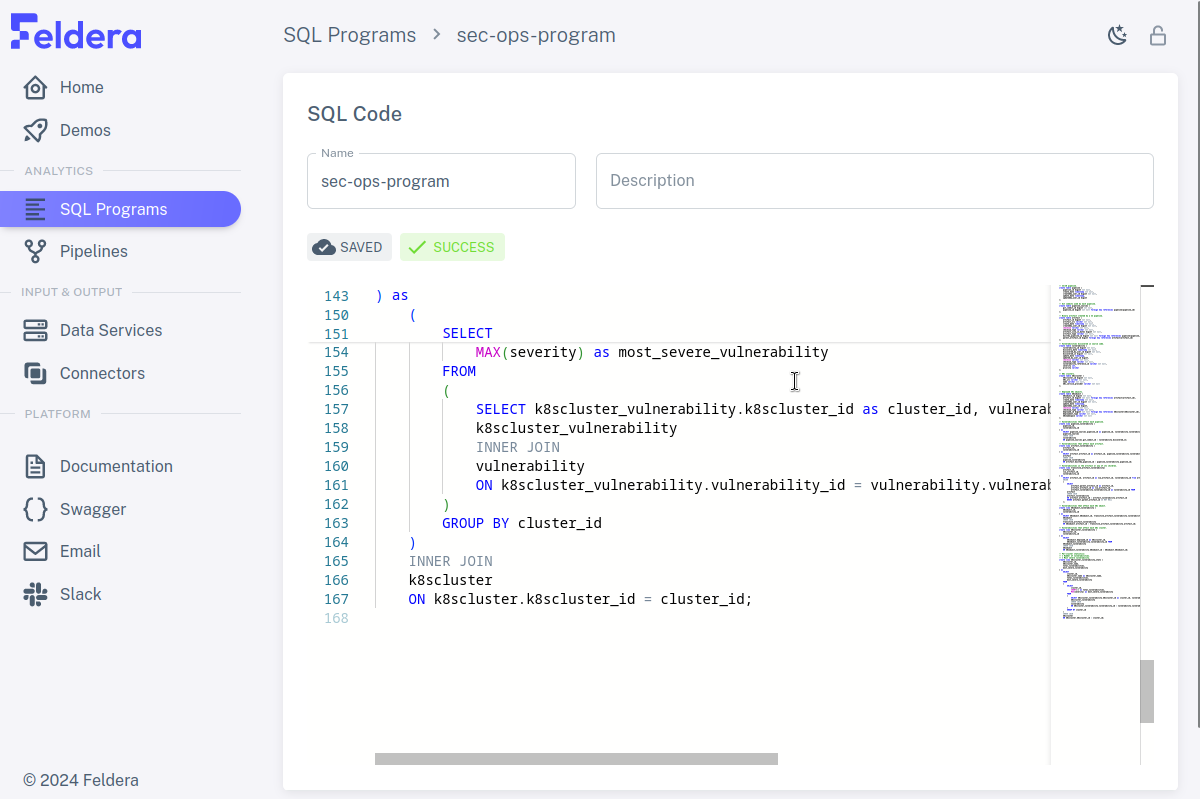 Feldera
SQL Programs > sec-ops-program
Home
Demos
ANALYTICS
SQL Programs
Pipelines
INPUT & OUTPUT
Data Services
Connectors
PLATFORM
Documentation
Swagger
Email
Slack
© 2024 Feldera
SQL Code
Name
sec-ops-program
Description
SAVED
SUCCESS
143 ) as
150 (
151 SELECT
154 MAX(severity) as most_severe_vulnerability
155 FROM
156 (
157 SELECT k8scluster_vulnerability.k8scluster_id as cluster_id, vulnerab
158 k8scluster_vulnerability
159 INNER JOIN
160 vulnerability
161 ON k8scluster_vulnerability.vulnerability_id = vulnerability.vulnerab
162 )
163 GROUP BY cluster_id
164 )
165 INNER JOIN
166 k8scluster
167 ON k8scluster.k8scluster_id = cluster_id;
168